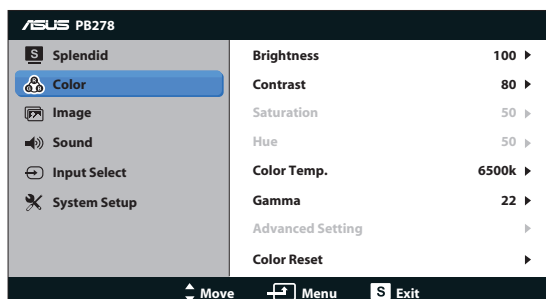 ASUS PB278
S Splendid
Color
Image
Sound
Input Select
System Setup
Brightness 100
Contrast 80
Saturation 50
Hue 50
Color Temp. 6500k
Gamma 22
Advanced Setting
Color Reset
Move Menu S Exit